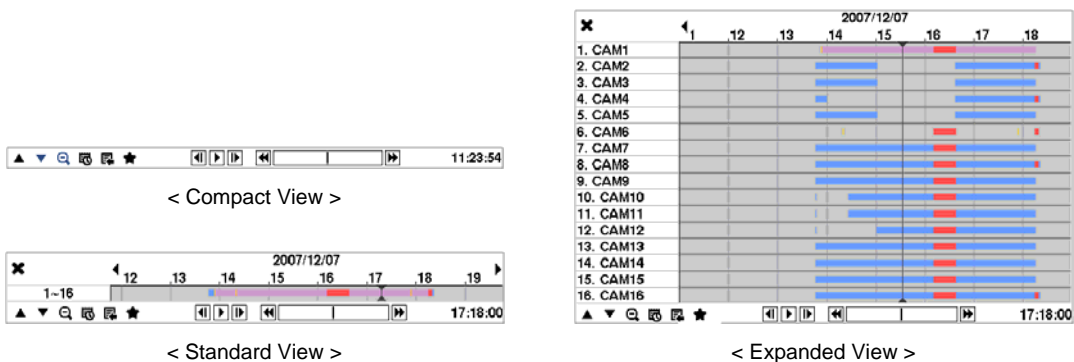 11:23:54
< Compact View >
2007/12/07
12 13 14 15 16 17 18 19
1~16
17:18:00
< Standard View >
2007/12/07
1 12 13 14 15 16 17 18
1. CAM1
2. CAM2
3. CAM3
4. CAM4
5. CAM5
6. CAM6
7. CAM7
8. CAM8
9. CAM9
10. CAM10
11. CAM11
12. CAM12
13. CAM13
14. CAM14
15. CAM15
16. CAM16
17:18:00
< Expanded View >